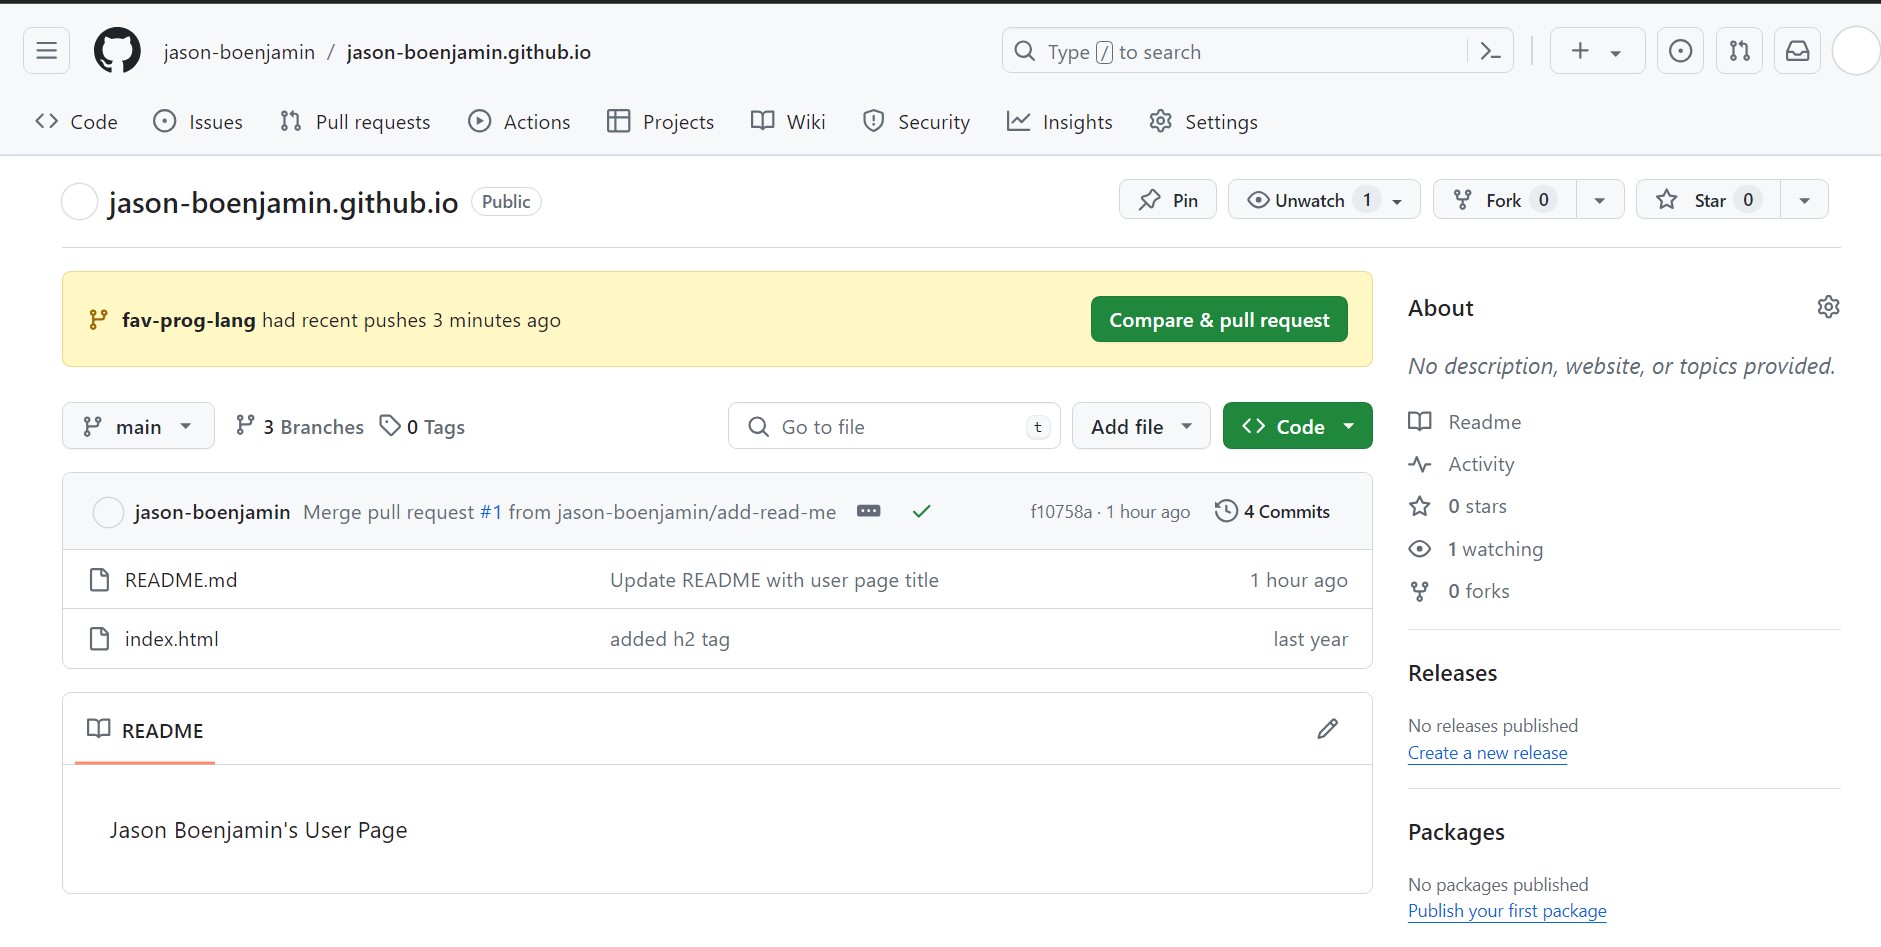 jason-boenjamin / jason-boenjamin.github.io
Type / to search
Code Issues Pull requests Actions Projects Wiki Security Insights Settings
jason-boenjamin.github.io Public
Pin Unwatch 1 Fork 0 Star 0
fav-prog-lang had recent pushes 3 minutes ago
Compare & pull request
main 3 Branches 0 Tags
Go to file t
Add file
Code
jason-boenjamin Merge pull request #1 from jason-boenjamin/add-read-me f10758a · 1 hour ago 4 Commits
README.md Update README with user page title 1 hour ago
index.html added h2 tag last year
README
Jason Boenjamin's User Page
About
No description, website, or topics provided.
Readme
Activity
0 stars
1 watching
0 forks
Releases
No releases published
Create a new release
Packages
No packages published
Publish your first package